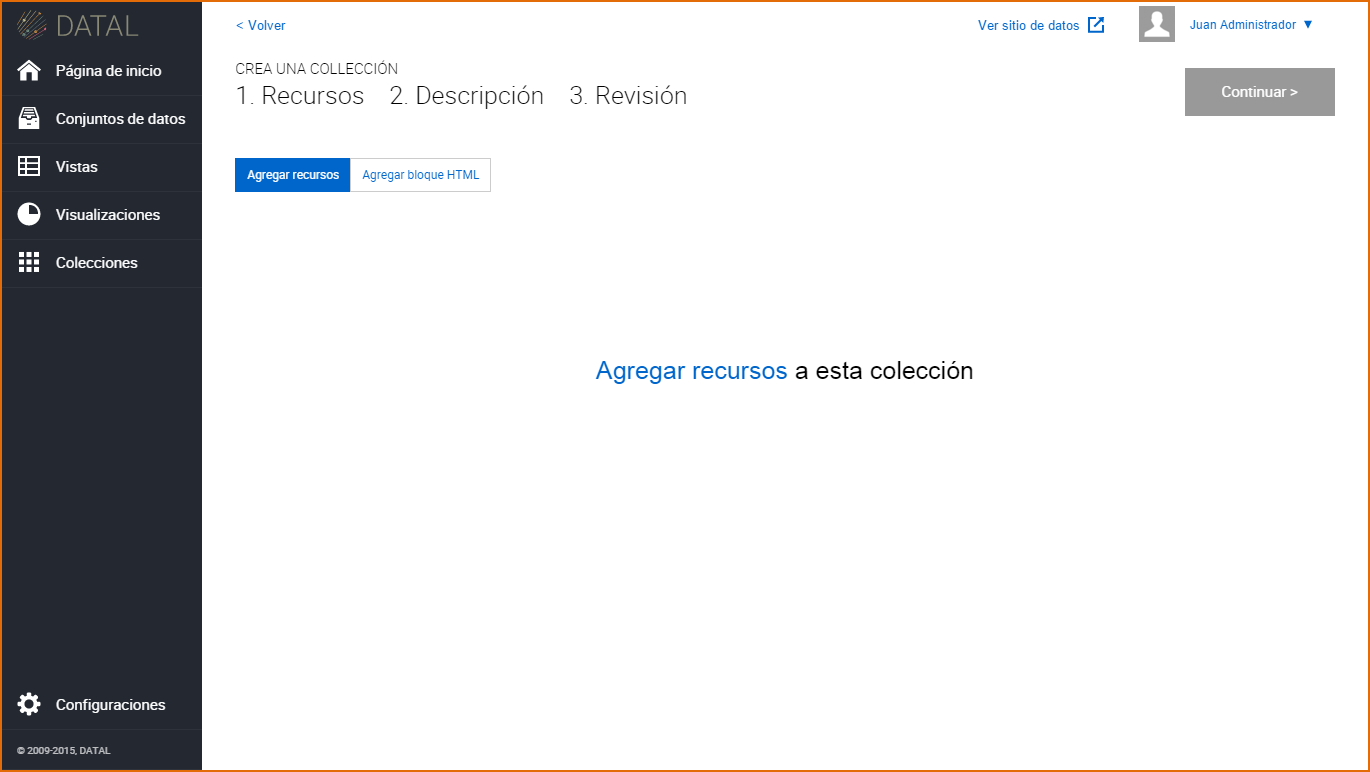 DATAL
Página de inicio
Conjuntos de datos
Vistas
Visualizaciones
Colecciones
Configuraciones
© 2009-2015, DATAL
< Volver
Ver sitio de datos
Juan Administrador ▼
CREA UNA COLLECCIÓN
1. Recursos 2. Descripción 3. Revisión
Continuar >
Agregar recursos
Agregar bloque HTML
Agregar recursos a esta colección